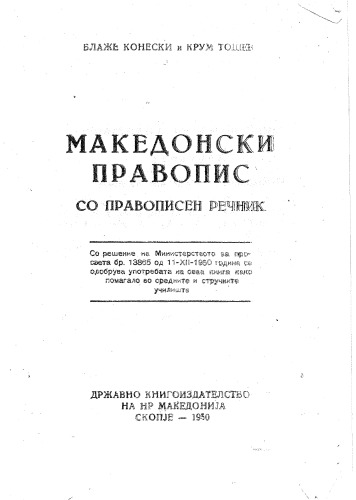 БЛАЖЕ КОНЕСКИ и КРУМ ТОШЕВ
МАКЕДОНСКИ
ПРАВОПИС
СО ПРАВОПИСЕН РЕЧНИК
Со решение на Министерството за про-
света бр. 13865 од 11-XII-1950 година се
одобрува употребата на оваа книга како
помагало во средните и стручните
училишта
ДРЖАВНО КНИГОИЗДАТЕЛСТВО
НА НР МАКЕДОНИЈА
СКОПЈЕ — 1950